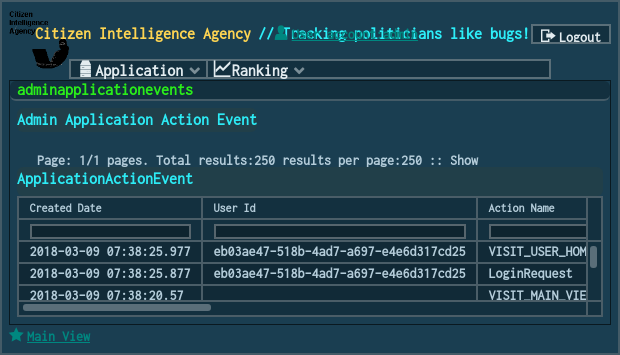 Citizen
Intelligence
Agency
Citizen Intelligence Agency // Tracking politicians like bugs!
Logout
Application Ranking
adminapplicationevents
Admin Application Action Event
Page: 1/1 pages. Total results:250 results per page:250 :: Show
ApplicationActionEvent
Created Date User Id Action Name
2018-03-09 07:38:25.977 eb03ae47-518b-4ad7-a697-e4e6d317cd25 VISIT_USER_HOM
2018-03-09 07:38:25.877 eb03ae47-518b-4ad7-a697-e4e6d317cd25 LoginRequest
2018-03-09 07:38:20.57 VISIT_MAIN_VIE
Main View